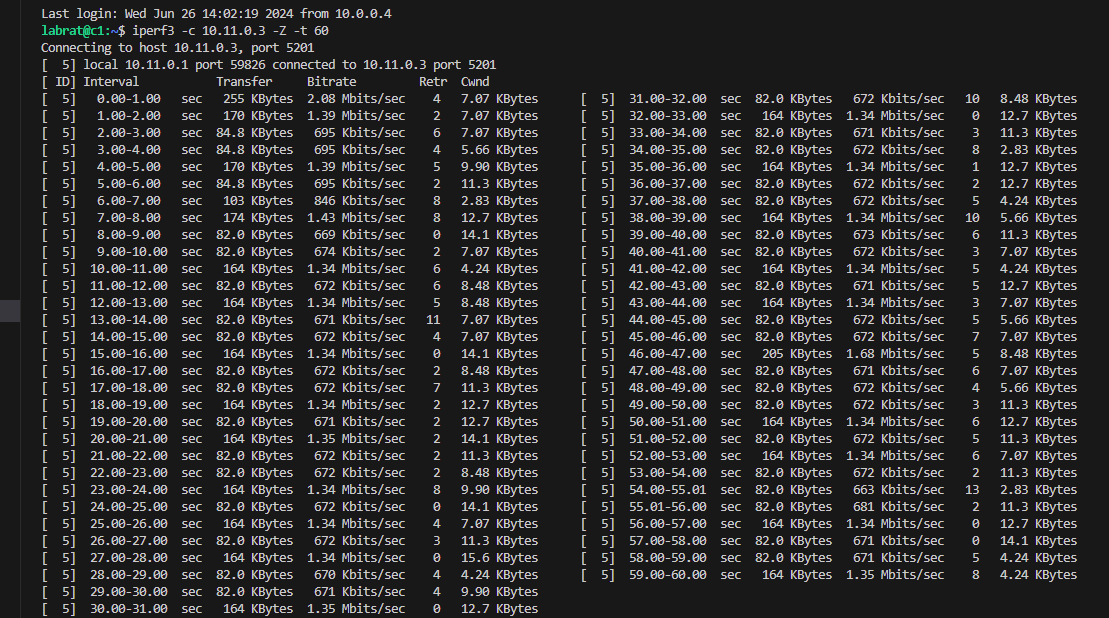 Last login: Wed Jun 26 14:02:19 2024 from 10.0.0.4
labrat@c1:~$ iperf3 -c 10.11.0.3 -Z -t 60
Connecting to host 10.11.0.3, port 5201
[  5] local 10.11.0.1 port 59826 connected to 10.11.0.3 port 5201
[ ID] Interval           Transfer     Bitrate         Retr  Cwnd
[  5]   0.00-1.00   sec   255 KBytes  2.08 Mbits/sec    4   7.07 KBytes
[  5]   1.00-2.00   sec   170 KBytes  1.39 Mbits/sec    2   7.07 KBytes
[  5]   2.00-3.00   sec  84.8 KBytes   695 Kbits/sec    6   7.07 KBytes
[  5]   3.00-4.00   sec  84.8 KBytes   695 Kbits/sec    4   5.66 KBytes
[  5]   4.00-5.00   sec   170 KBytes  1.39 Mbits/sec    5   9.90 KBytes
[  5]   5.00-6.00   sec  84.8 KBytes   695 Kbits/sec    2   11.3 KBytes
[  5]   6.00-7.00   sec   103 KBytes   846 Kbits/sec    8   2.83 KBytes
[  5]   7.00-8.00   sec   174 KBytes  1.43 Mbits/sec    8   12.7 KBytes
[  5]   8.00-9.00   sec  82.0 KBytes   669 Kbits/sec    0   14.1 KBytes
[  5]   9.00-10.00  sec  82.0 KBytes   674 Kbits/sec    2   7.07 KBytes
[  5]  10.00-11.00  sec   164 KBytes  1.34 Mbits/sec    6   4.24 KBytes
[  5]  11.00-12.00  sec  82.0 KBytes   672 Kbits/sec    6   8.48 KBytes
[  5]  12.00-13.00  sec   164 KBytes  1.34 Mbits/sec    5   8.48 KBytes
[  5]  13.00-14.00  sec  82.0 KBytes   671 Kbits/sec   11   7.07 KBytes
[  5]  14.00-15.00  sec  82.0 KBytes   672 Kbits/sec    4   7.07 KBytes
[  5]  15.00-16.00  sec   164 KBytes  1.34 Mbits/sec    0   14.1 KBytes
[  5]  16.00-17.00  sec  82.0 KBytes   672 Kbits/sec    2   8.48 KBytes
[  5]  17.00-18.00  sec  82.0 KBytes   672 Kbits/sec    7   11.3 KBytes
[  5]  18.00-19.00  sec   164 KBytes  1.34 Mbits/sec    2   12.7 KBytes
[  5]  19.00-20.00  sec  82.0 KBytes   671 Kbits/sec    2   12.7 KBytes
[  5]  20.00-21.00  sec   164 KBytes  1.35 Mbits/sec    2   14.1 KBytes
[  5]  21.00-22.00  sec  82.0 KBytes   672 Kbits/sec    2   11.3 KBytes
[  5]  22.00-23.00  sec  82.0 KBytes   672 Kbits/sec    2   8.48 KBytes
[  5]  23.00-24.00  sec   164 KBytes  1.34 Mbits/sec    8   9.90 KBytes
[  5]  24.00-25.00  sec  82.0 KBytes   672 Kbits/sec    0   14.1 KBytes
[  5]  25.00-26.00  sec   164 KBytes  1.34 Mbits/sec    4   7.07 KBytes
[  5]  26.00-27.00  sec  82.0 KBytes   672 Kbits/sec    3   11.3 KBytes
[  5]  27.00-28.00  sec   164 KBytes  1.34 Mbits/sec    0   15.6 KBytes
[  5]  28.00-29.00  sec  82.0 KBytes   670 Kbits/sec    4   4.24 KBytes
[  5]  29.00-30.00  sec  82.0 KBytes   671 Kbits/sec    4   9.90 KBytes
[  5]  30.00-31.00  sec   164 KBytes  1.35 Mbits/sec    0   12.7 KBytes
[  5]  31.00-32.00  sec  82.0 KBytes   672 Kbits/sec   10   8.48 KBytes
[  5]  32.00-33.00  sec   164 KBytes  1.34 Mbits/sec    0   12.7 KBytes
[  5]  33.00-34.00  sec  82.0 KBytes   671 Kbits/sec    3   11.3 KBytes
[  5]  34.00-35.00  sec  82.0 KBytes   672 Kbits/sec    8   2.83 KBytes
[  5]  35.00-36.00  sec   164 KBytes  1.34 Mbits/sec    1   12.7 KBytes
[  5]  36.00-37.00  sec  82.0 KBytes   672 Kbits/sec    2   12.7 KBytes
[  5]  37.00-38.00  sec  82.0 KBytes   672 Kbits/sec    5   4.24 KBytes
[  5]  38.00-39.00  sec   164 KBytes  1.34 Mbits/sec   10   5.66 KBytes
[  5]  39.00-40.00  sec  82.0 KBytes   673 Kbits/sec    6   11.3 KBytes
[  5]  40.00-41.00  sec  82.0 KBytes   672 Kbits/sec    3   7.07 KBytes
[  5]  41.00-42.00  sec   164 KBytes  1.34 Mbits/sec    5   4.24 KBytes
[  5]  42.00-43.00  sec  82.0 KBytes   671 Kbits/sec    5   12.7 KBytes
[  5]  43.00-44.00  sec   164 KBytes  1.34 Mbits/sec    3   7.07 KBytes
[  5]  44.00-45.00  sec  82.0 KBytes   672 Kbits/sec    5   5.66 KBytes
[  5]  45.00-46.00  sec  82.0 KBytes   672 Kbits/sec    7   7.07 KBytes
[  5]  46.00-47.00  sec   205 KBytes  1.68 Mbits/sec    5   8.48 KBytes
[  5]  47.00-48.00  sec  82.0 KBytes   671 Kbits/sec    6   7.07 KBytes
[  5]  48.00-49.00  sec  82.0 KBytes   672 Kbits/sec    4   5.66 KBytes
[  5]  49.00-50.00  sec  82.0 KBytes   672 Kbits/sec    3   11.3 KBytes
[  5]  50.00-51.00  sec   164 KBytes  1.34 Mbits/sec    6   12.7 KBytes
[  5]  51.00-52.00  sec  82.0 KBytes   672 Kbits/sec    5   11.3 KBytes
[  5]  52.00-53.00  sec   164 KBytes  1.34 Mbits/sec    6   7.07 KBytes
[  5]  53.00-54.00  sec  82.0 KBytes   672 Kbits/sec    2   11.3 KBytes
[  5]  54.00-55.01  sec  82.0 KBytes   663 Kbits/sec   13   2.83 KBytes
[  5]  55.01-56.00  sec  82.0 KBytes   681 Kbits/sec    2   11.3 KBytes
[  5]  56.00-57.00  sec   164 KBytes  1.34 Mbits/sec    0   12.7 KBytes
[  5]  57.00-58.00  sec  82.0 KBytes   671 Kbits/sec    0   14.1 KBytes
[  5]  58.00-59.00  sec  82.0 KBytes   671 Kbits/sec    5   4.24 KBytes
[  5]  59.00-60.00  sec   164 KBytes  1.35 Mbits/sec    8   4.24 KBytes